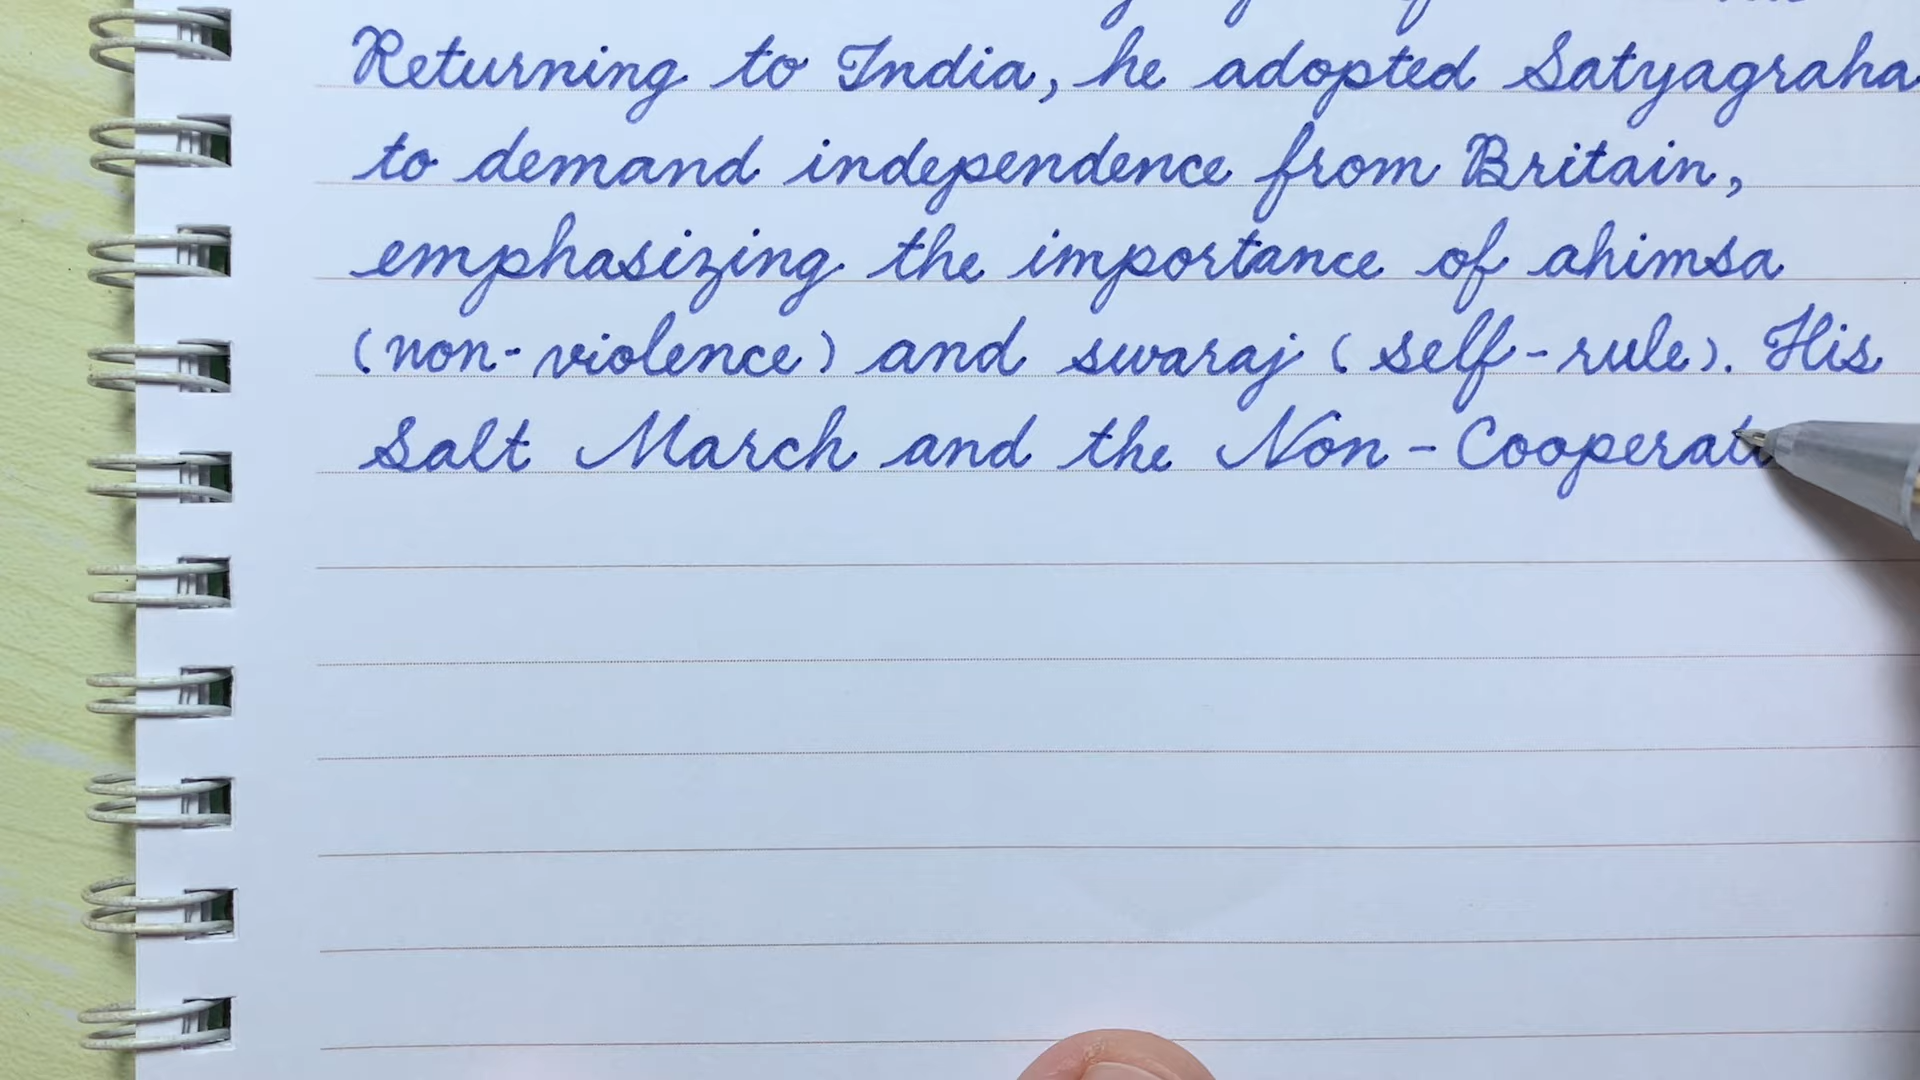 Returning to India, he adopted Satyagraha
to demand independence from Britain,
emphasizing the importance of ahimsa
(non-violence) and swaraj (self-rule). His
Salt March and the Non-Cooperati